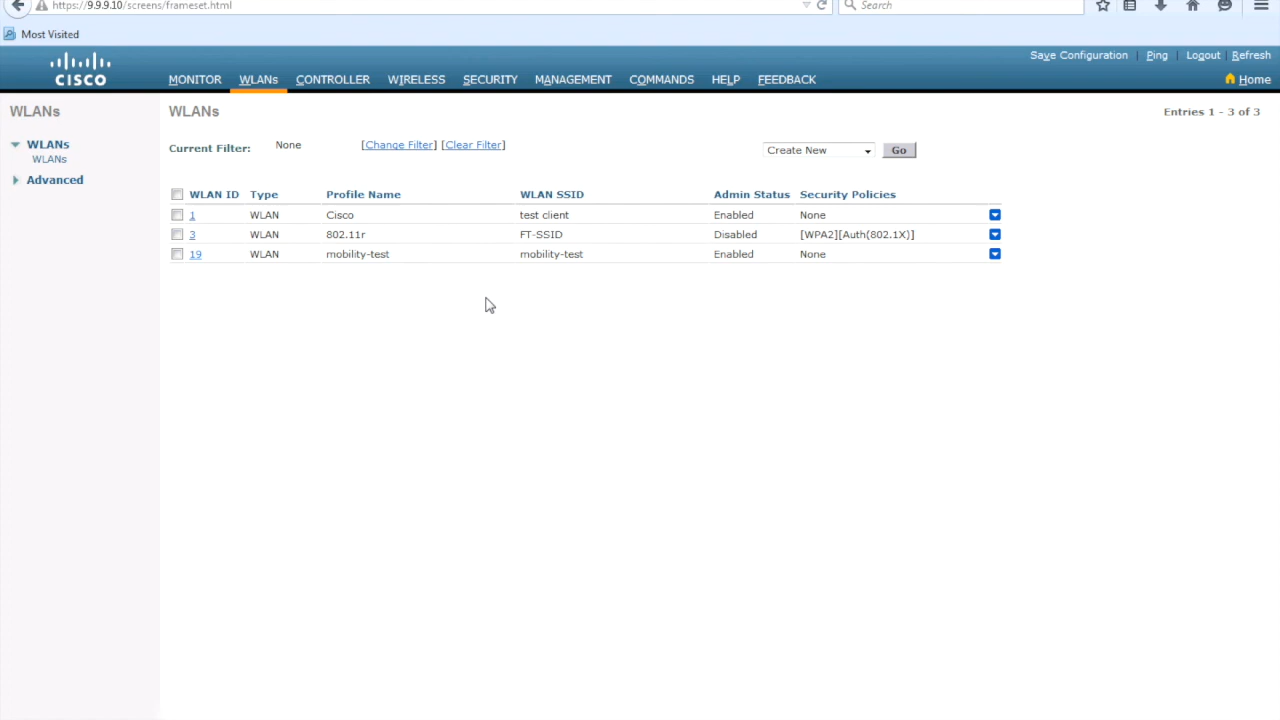 https://9.9.9.10/screens/frameset.html
Search
Most Visited
Save Configuration | Ping | Logout | Refresh
CISCO
MONITOR WLANs CONTROLLER WIRELESS SECURITY MANAGEMENT COMMANDS HELP FEEDBACK
Home
WLANs
WLANs
WLANs
Advanced
WLANs
Entries 1 - 3 of 3
Current Filter: None [Change Filter] [Clear Filter]
Create New Go
WLAN ID Type Profile Name WLAN SSID Admin Status Security Policies
1 WLAN Cisco test client Enabled None
3 WLAN 802.11r FT-SSID Disabled [WPA2][Auth(802.1X)]
19 WLAN mobility-test mobility-test Enabled None